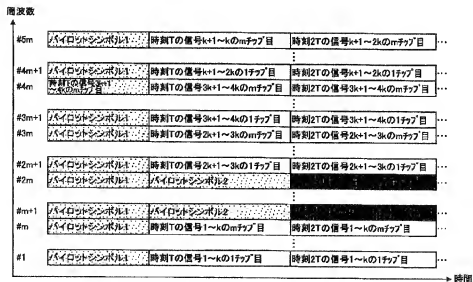 周波数
#5m パイロットシンボル1 時刻Tの信号k+1～kのmチップ目 時刻2Tの信号k+1～2kのmチップ目 …
#4m+1 パイロットシンボル1 時刻Tの信号k+1～2kの1チップ目 時刻2Tの信号k+1～2kの1チップ目 …
#4m 時刻Tの信号3k+1～4kのmチップ目 時刻Tの信号3k+1～4kのmチップ目 時刻2Tの信号3k+1～4kのmチップ目 …
#3m+1 パイロットシンボル1 時刻Tの信号3k+1～4kの1チップ目 時刻2Tの信号3k+1～4kの1チップ目 …
#3m パイロットシンボル1 時刻Tの信号2k+1～3kのmチップ目 時刻2Tの信号2k+1～3kのmチップ目 …
#2m+1 パイロットシンボル1 時刻Tの信号2k+1～3kの1チップ目 時刻2Tの信号2k+1～3kの1チップ目 …
#2m パイロットシンボル1 パイロットシンボル2 …
#m+1 パイロットシンボル1 パイロットシンボル2 …
#m パイロットシンボル1 時刻Tの信号1～kのmチップ目 時刻2Tの信号1～kのmチップ目 …
#1 パイロットシンボル1 時刻Tの信号1～kの1チップ目 時刻2Tの信号1～kの1チップ目 …
時間